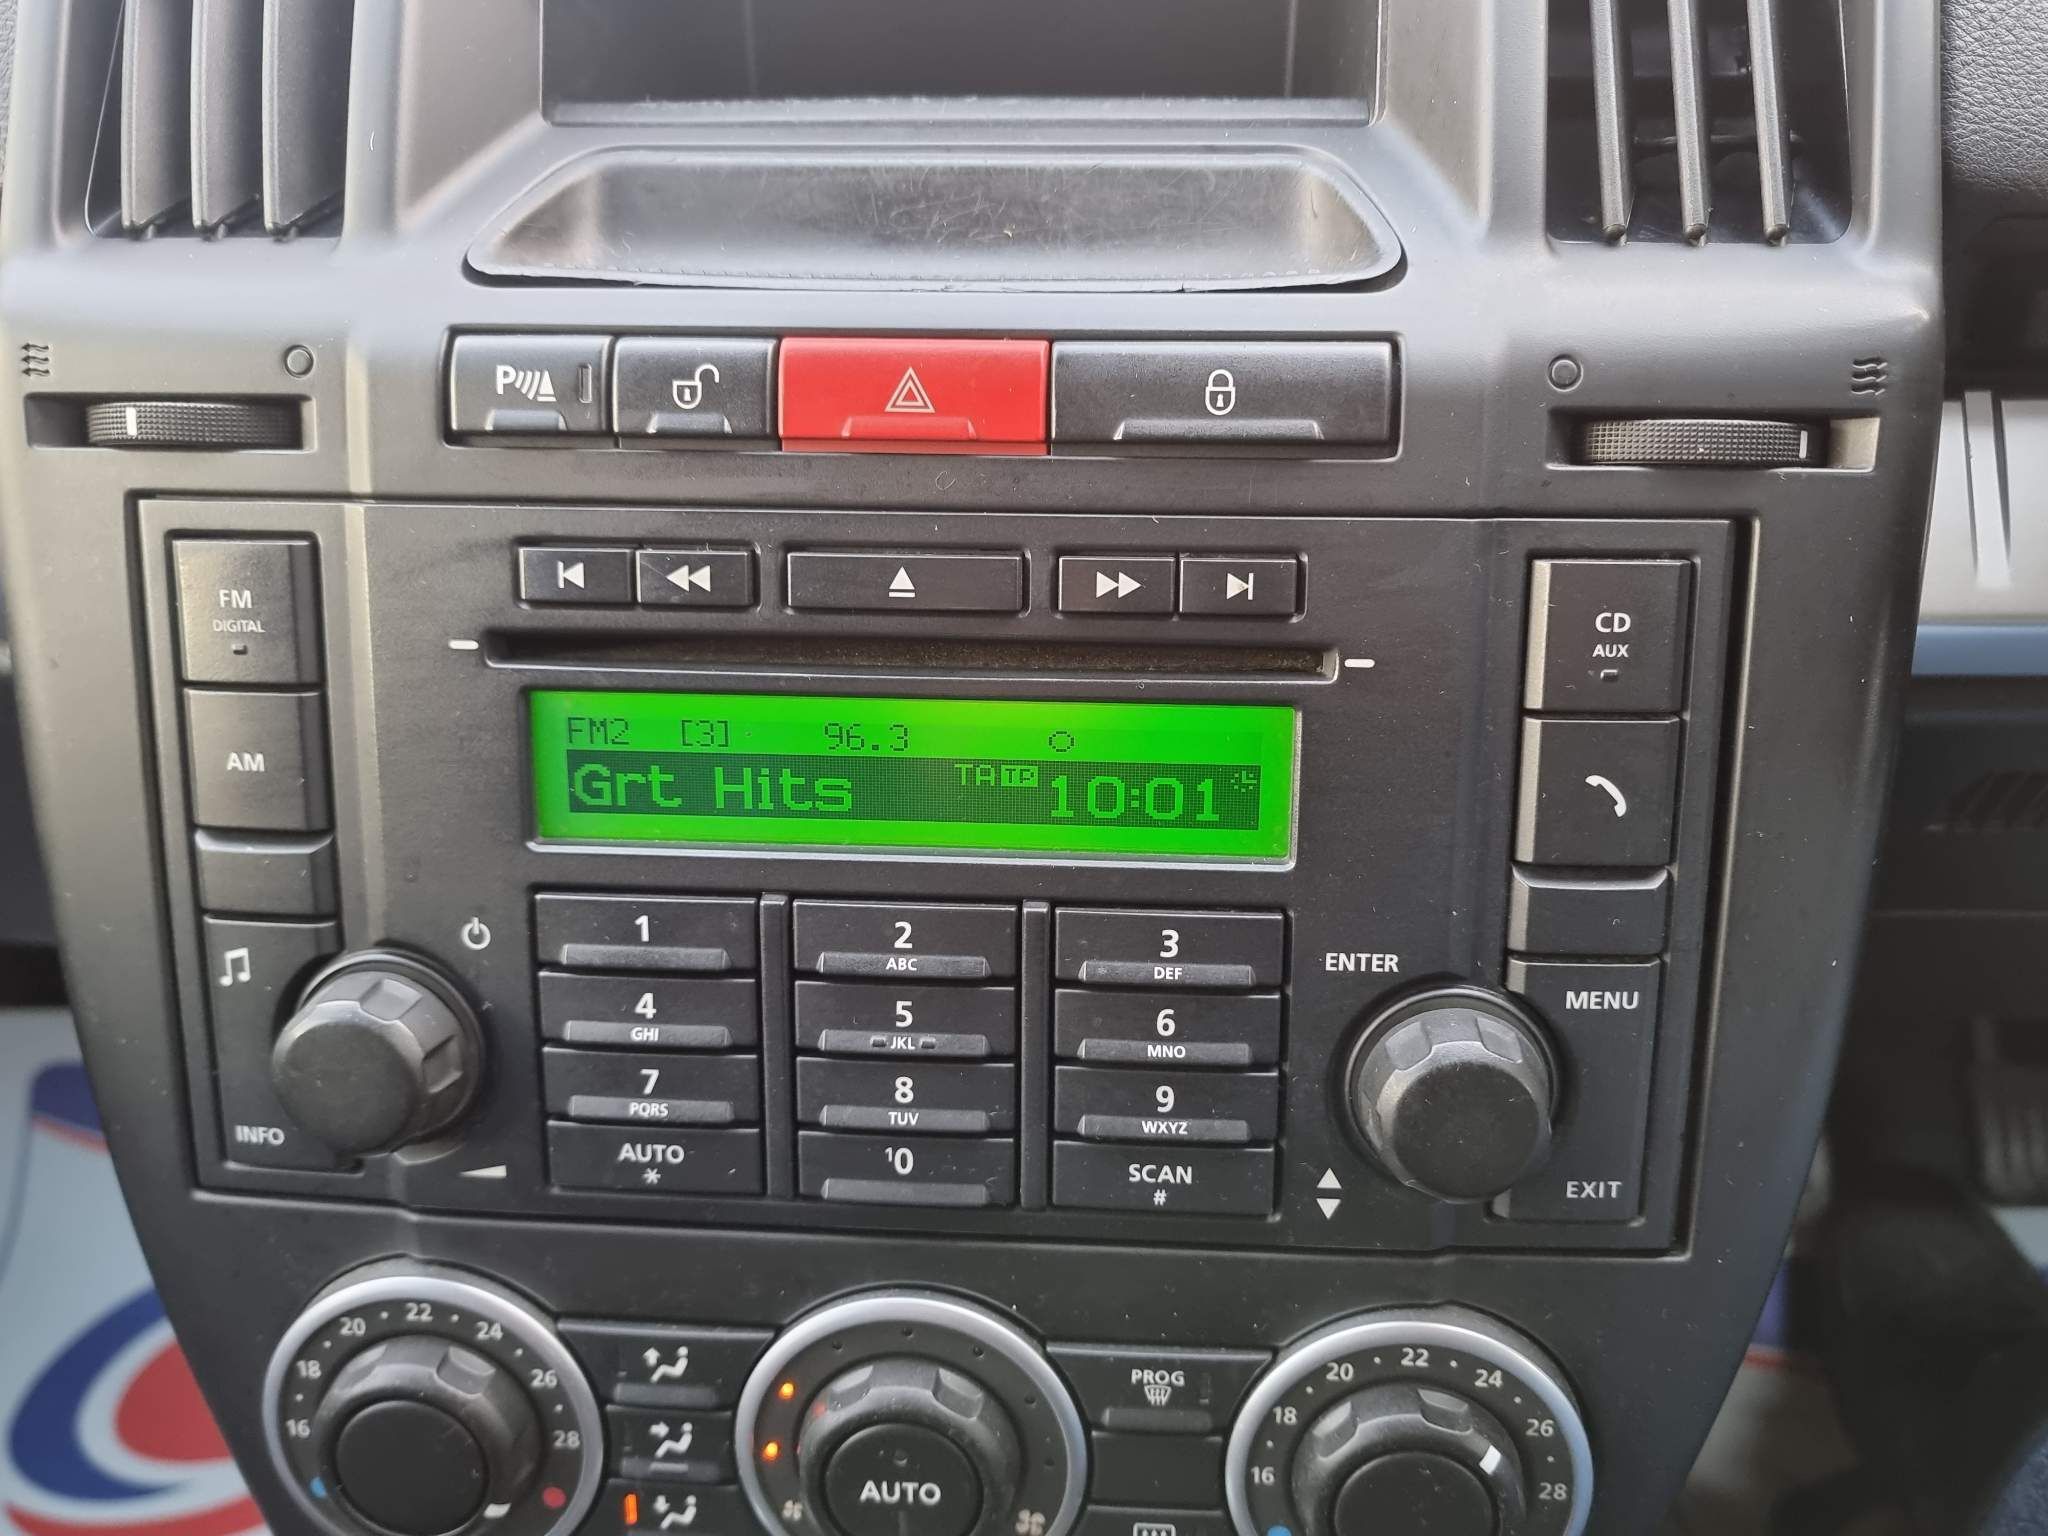 P
FM
DIGITAL
CD
AUX
FM2 [3] 96.3
Grt Hits TA TP 10:01
AM
1
2
ABC
3
DEF
ENTER
4
GHI
5
JKL
6
MNO
MENU
7
PQRS
8
TUV
9
WXYZ
INFO
AUTO
*
10
SCAN
#
EXIT
16 18 20 22 24 26 28
AUTO
PROG
16 18 20 22 24 26 28